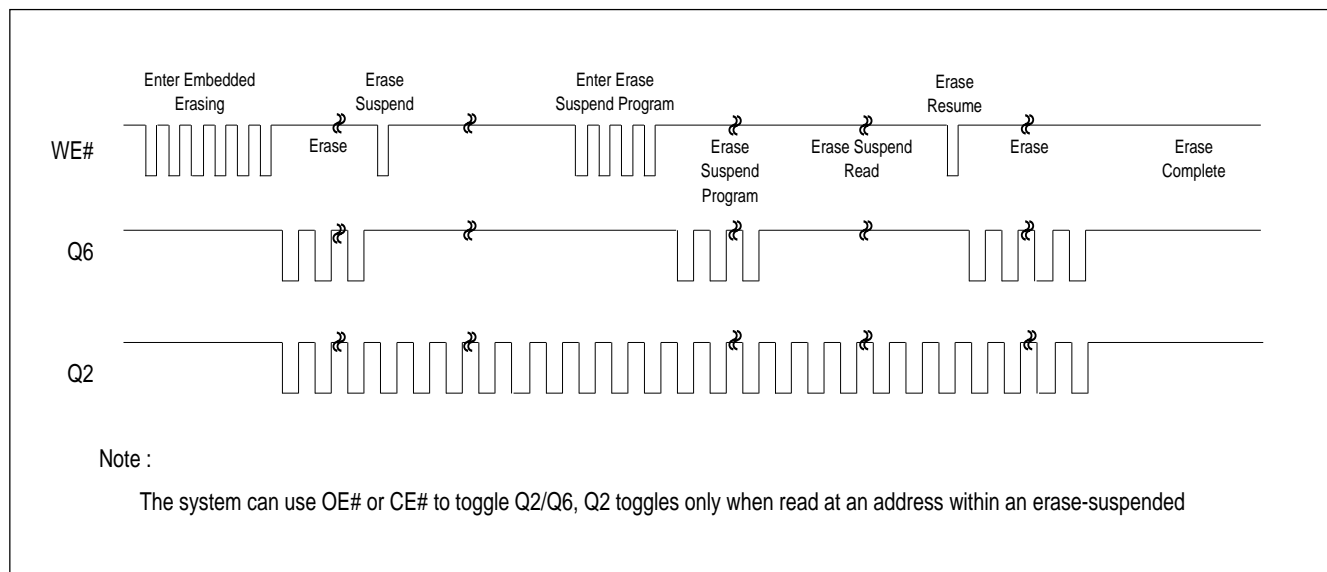 Enter Embedded
Erasing
Erase
Suspend
Enter Erase
Suspend Program
Erase
Resume
WE#
Erase
Erase
Suspend
Program
Erase Suspend
Read
Erase
Erase
Complete
Q6
Q2
Note :
The system can use OE# or CE# to toggle Q2/Q6, Q2 toggles only when read at an address within an erase-suspended